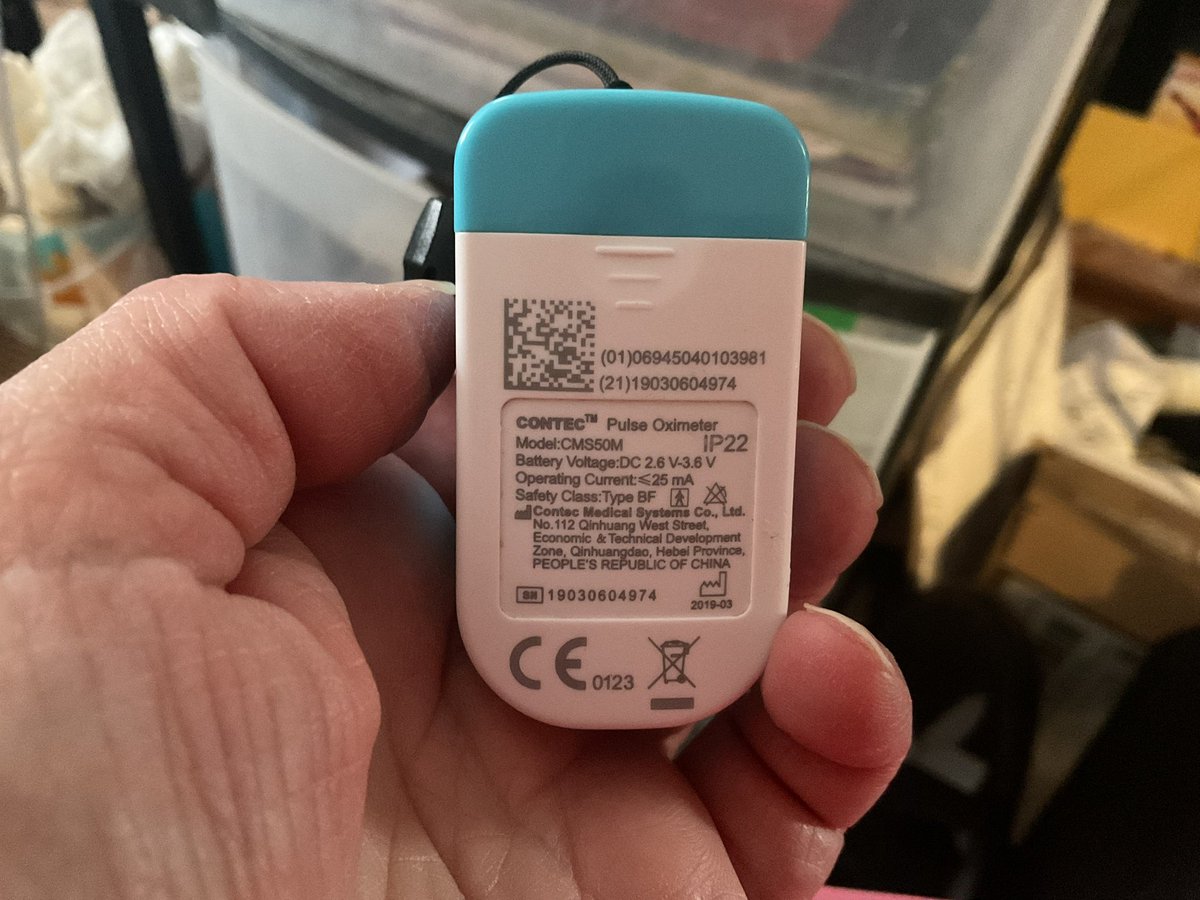 (01)06945040103981
(21)19030604974
CONTEC™ Pulse Oximeter
Model:CMS50M IP22
Battery Voltage:DC 2.6 V-3.6 V
Operating Current:≤25 mA
Safety Class:Type BF
Contec Medical Systems Co., Ltd.
No.112 Qinhuang West Street,
Economic & Technical Development
Zone, Qinhuangdao, Hebei Province,
PEOPLE'S REPUBLIC OF CHINA
SN 19030604974
2019-03
CE 0123